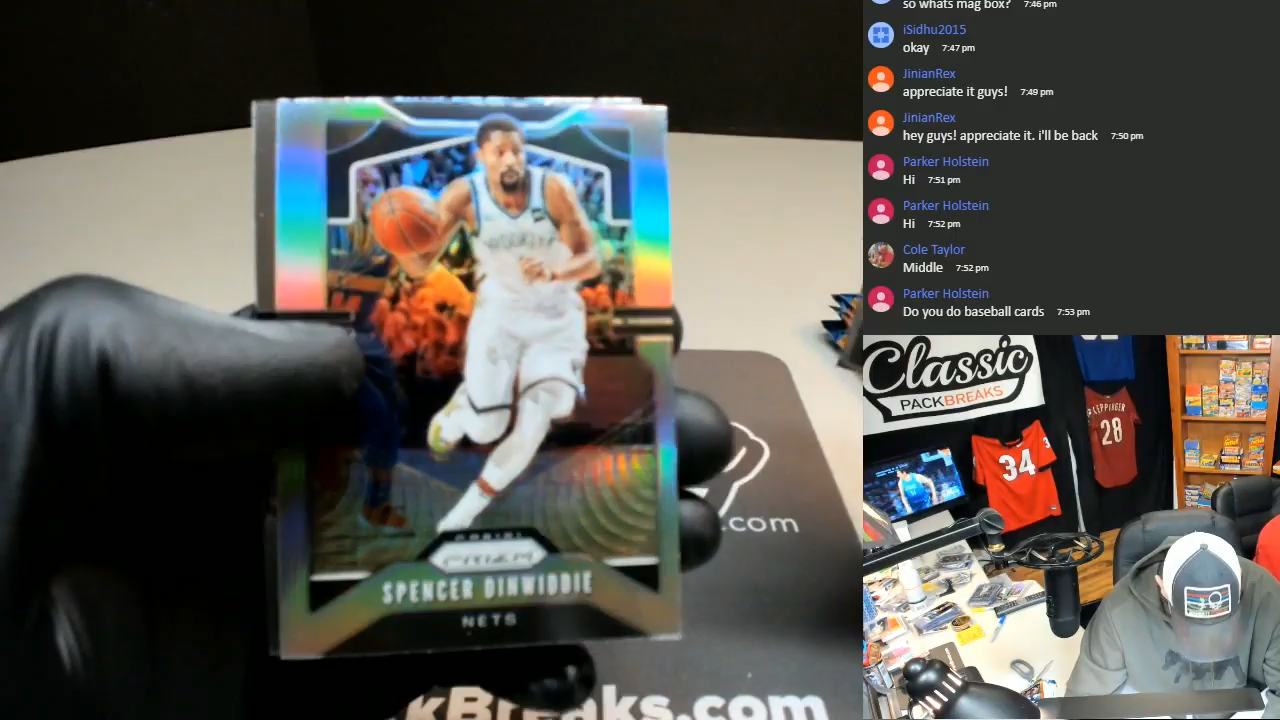 so whats mag box? 7:46 pm
iSidhu2015
okay 7:47 pm
JinianRex
appreciate it guys! 7:49 pm
JinianRex
hey guys! appreciate it. i'll be back 7:50 pm
Parker Holstein
Hi 7:51 pm
Parker Holstein
Hi 7:52 pm
Cole Taylor
Middle 7:52 pm
Parker Holstein
Do you do baseball cards 7:53 pm
PANINI
PRIZM
SPENCER DINWIDDIE
NETS
.com
kBreaks.com
Classic
PACKBREAKS
34
KEPPINGER
28